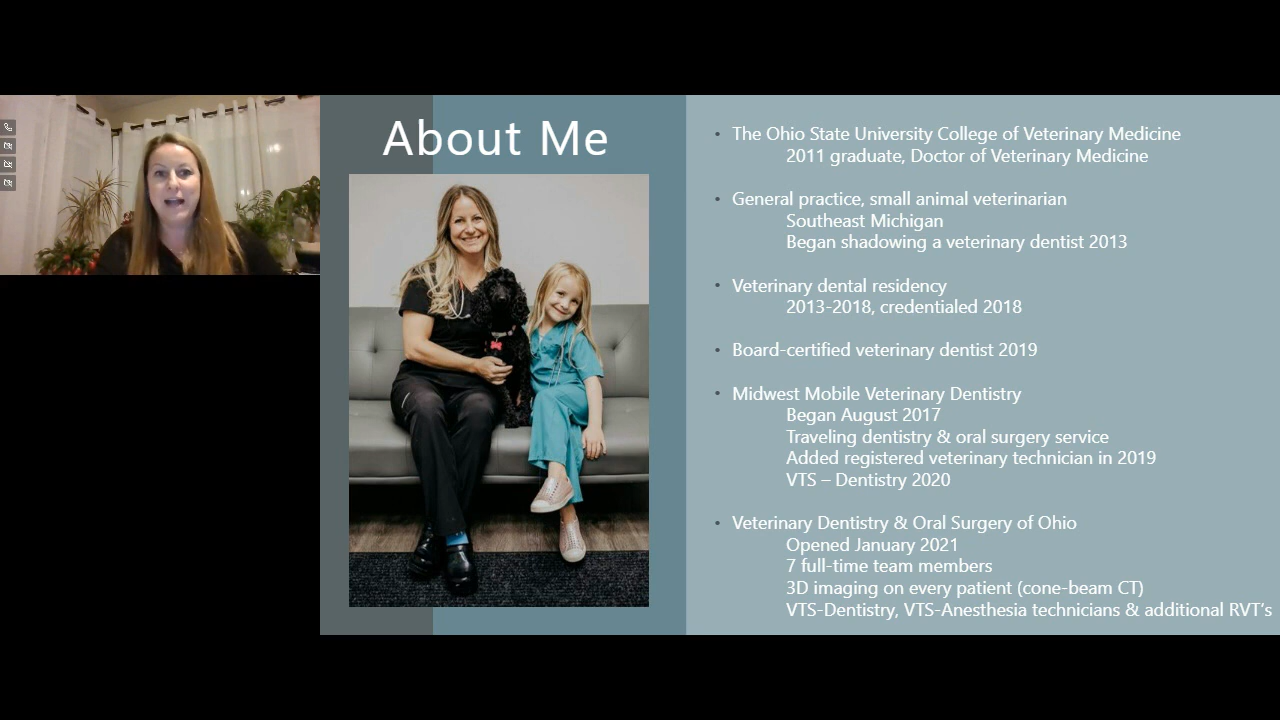 About Me
• The Ohio State University College of Veterinary Medicine
2011 graduate, Doctor of Veterinary Medicine
• General practice, small animal veterinarian
Southeast Michigan
Began shadowing a veterinary dentist 2013
• Veterinary dental residency
2013-2018, credentialed 2018
• Board-certified veterinary dentist 2019
• Midwest Mobile Veterinary Dentistry
Began August 2017
Traveling dentistry & oral surgery service
Added registered veterinary technician in 2019
VTS – Dentistry 2020
• Veterinary Dentistry & Oral Surgery of Ohio
Opened January 2021
7 full-time team members
3D imaging on every patient (cone-beam CT)
VTS-Dentistry, VTS-Anesthesia technicians & additional RVT's